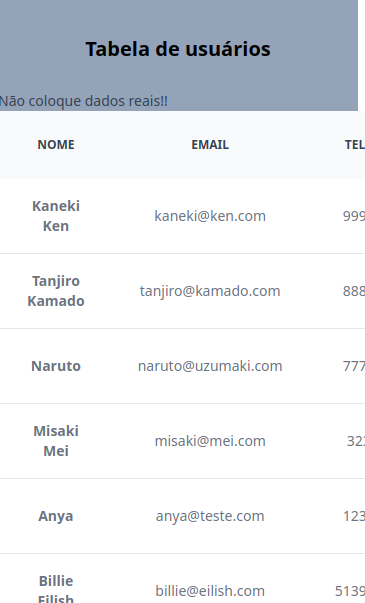 Tabela de usuários
Não coloque dados reais!!
NOME EMAIL TEL
Kaneki
Ken
kaneki@ken.com 999
Tanjiro
Kamado
tanjiro@kamado.com 888
Naruto naruto@uzumaki.com 777
Misaki
Mei
misaki@mei.com 323
Anya anya@teste.com 123
Billie
Eilish
billie@eilish.com 5139